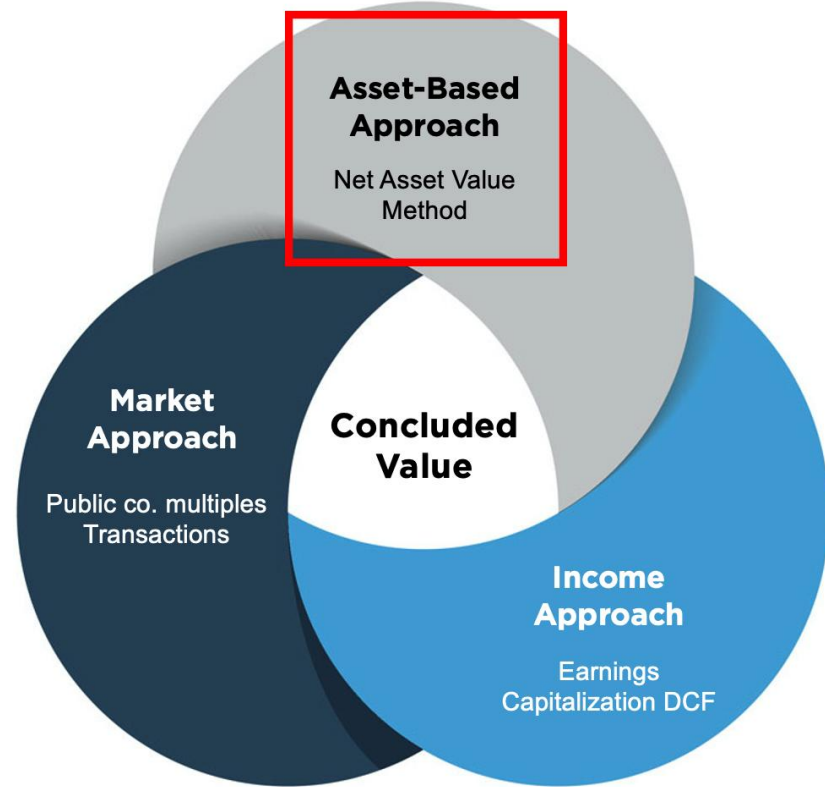 Asset-Based
Approach
Net Asset Value
Method
Market
Approach
Public co. multiples
Transactions
Concluded
Value
Income
Approach
Earnings
Capitalization DCF